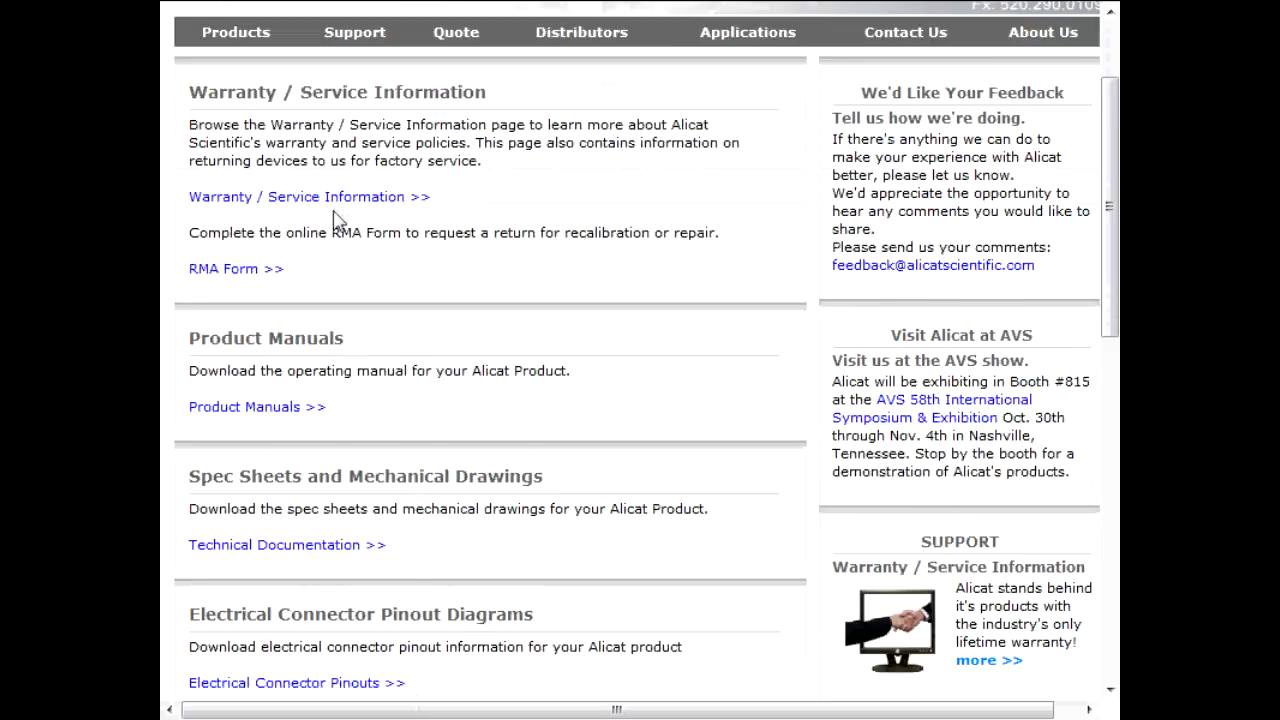 Fx: 520.290.0109
Products Support Quote Distributors Applications Contact Us About Us
Warranty / Service Information
Browse the Warranty / Service Information page to learn more about Alicat
Scientific's warranty and service policies. This page also contains information on
returning devices to us for factory service.
Warranty / Service Information >>
Complete the online RMA Form to request a return for recalibration or repair.
RMA Form >>
Product Manuals
Download the operating manual for your Alicat Product.
Product Manuals >>
Spec Sheets and Mechanical Drawings
Download the spec sheets and mechanical drawings for your Alicat Product.
Technical Documentation >>
Electrical Connector Pinout Diagrams
Download electrical connector pinout information for your Alicat product
Electrical Connector Pinouts >>
We'd Like Your Feedback
Tell us how we're doing.
If there's anything we can do to
make your experience with Alicat
better, please let us know.
We'd appreciate the opportunity to
hear any comments you would like to
share.
Please send us your comments:
feedback@alicatscientific.com
Visit Alicat at AVS
Visit us at the AVS show.
Alicat will be exhibiting in Booth #815
at the AVS 58th International
Symposium & Exhibition Oct. 30th
through Nov. 4th in Nashville,
Tennessee. Stop by the booth for a
demonstration of Alicat's products.
SUPPORT
Warranty / Service Information
Alicat stands behind
it's products with
the industry's only
lifetime warranty!
more >>